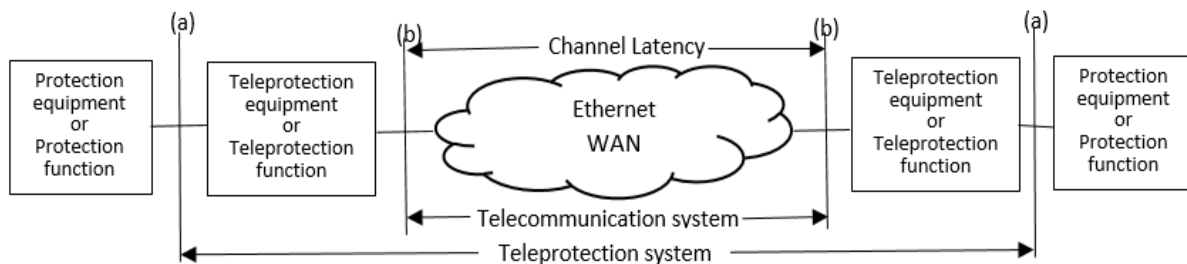 (a)
(b)
Channel Latency
(b)
(a)
Protection
equipment
or
Protection
function
Teleprotection
equipment
or
Teleprotection
function
Ethernet
WAN
Teleprotection
equipment
or
Teleprotection
function
Protection
equipment
or
Protection
function
Telecommunication system
Teleprotection system